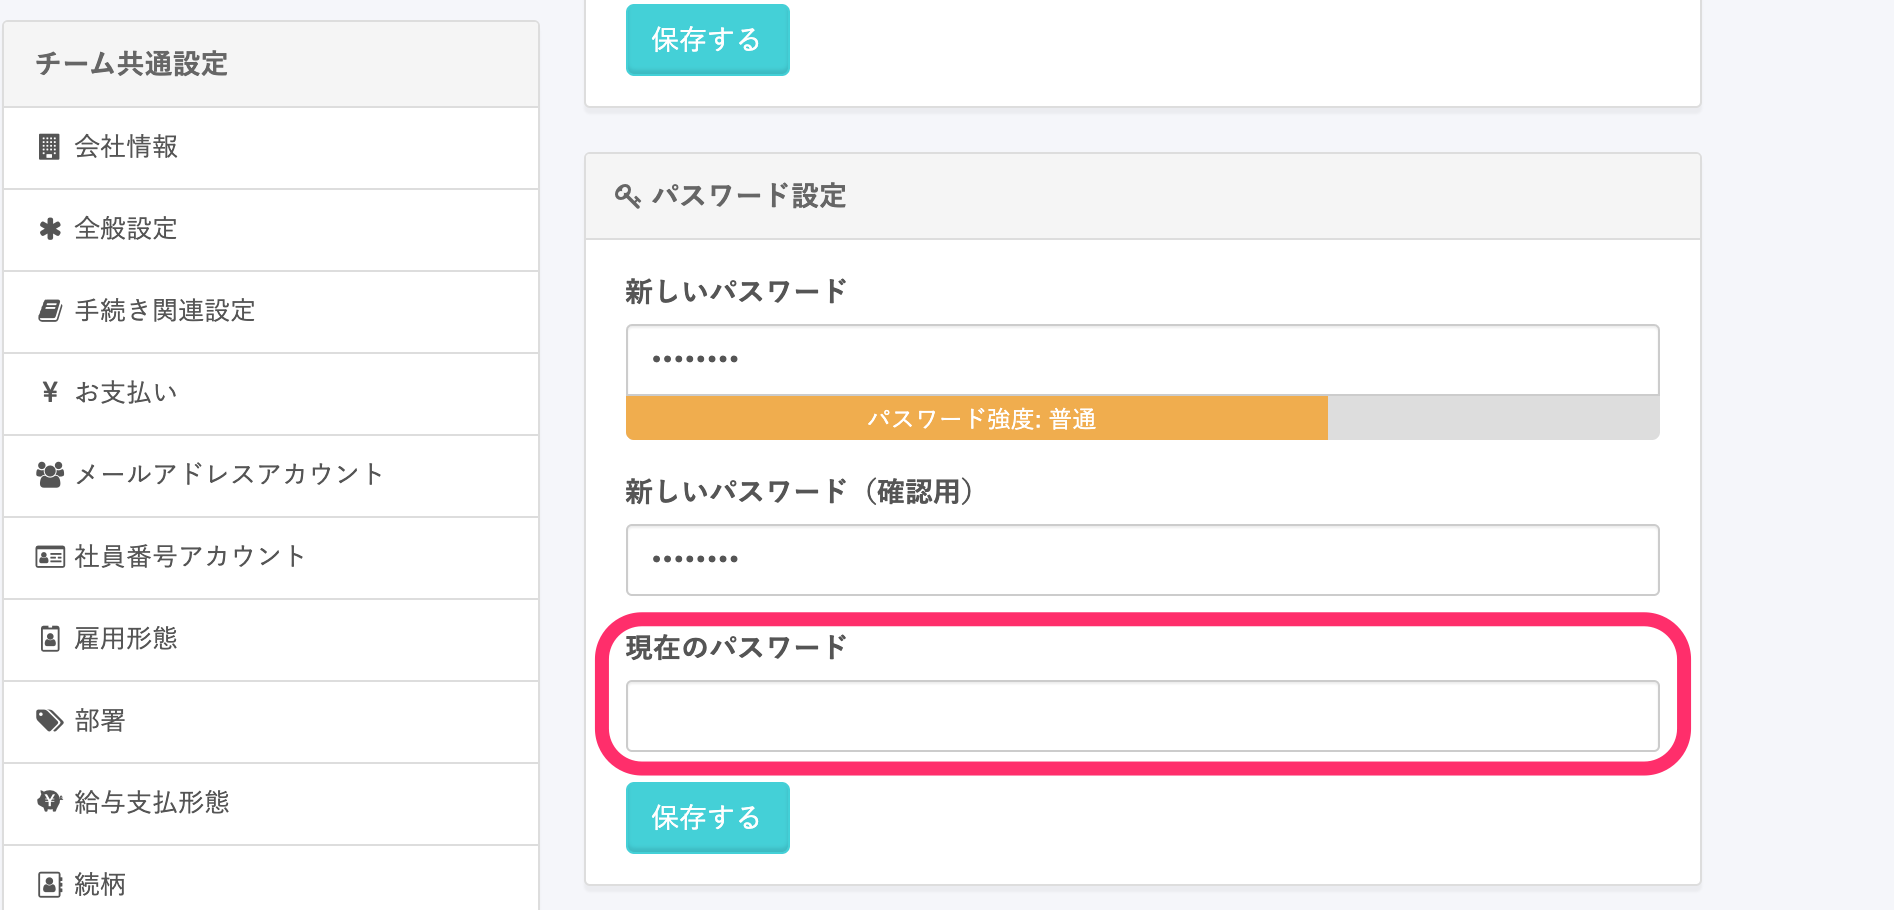 チーム共通設定
会社情報
全般設定
手続き関連設定
お支払い
メールアドレスアカウント
社員番号アカウント
雇用形態
部署
給与支払形態
続柄
保存する
パスワード設定
新しいパスワード
••••••••
パスワード強度: 普通
新しいパスワード（確認用）
••••••••
現在のパスワード
保存する